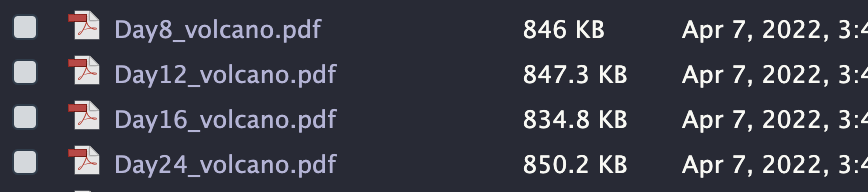 Day8_volcano.pdf 846 KB Apr 7, 2022, 3:4
Day12_volcano.pdf 847.3 KB Apr 7, 2022, 3:4
Day16_volcano.pdf 834.8 KB Apr 7, 2022, 3:4
Day24_volcano.pdf 850.2 KB Apr 7, 2022, 3:4